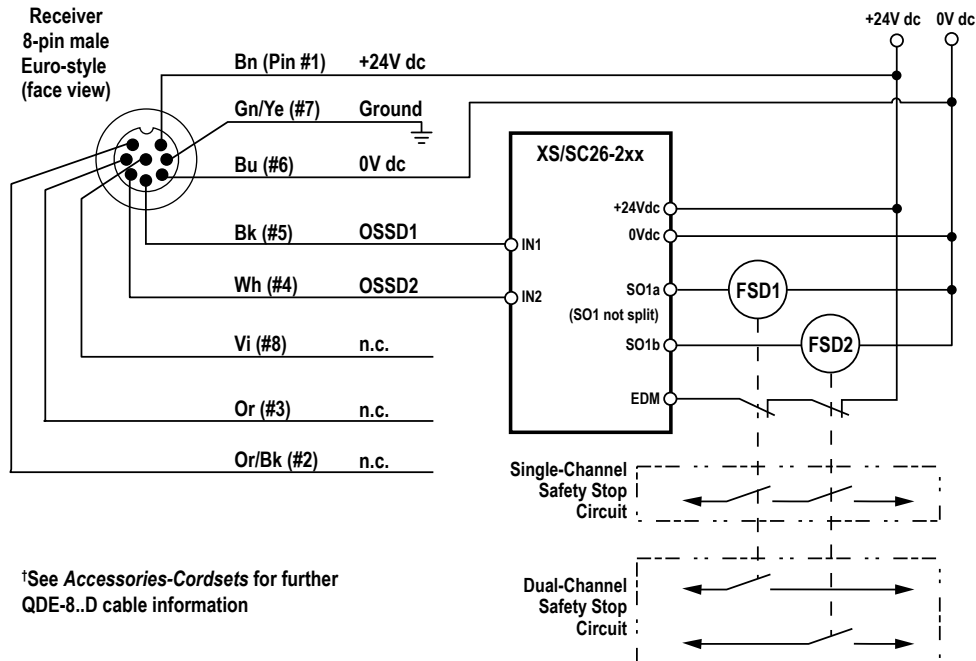 Receiver
8-pin male
Euro-style
(face view)
+24V dc 0V dc
Bn (Pin #1) +24V dc
Gn/Ye (#7) Ground
Bu (#6) 0V dc
Bk (#5) OSSD1
Wh (#4) OSSD2
Vi (#8) n.c.
Or (#3) n.c.
Or/Bk (#2) n.c.
XS/SC26-2xx
+24Vdc
0Vdc
IN1
IN2
SO1a
(SO1 not split)
SO1b
EDM
FSD1
FSD2
Single-Channel
Safety Stop
Circuit
Dual-Channel
Safety Stop
Circuit
†See Accessories-Cordsets for further
QDE-8..D cable information